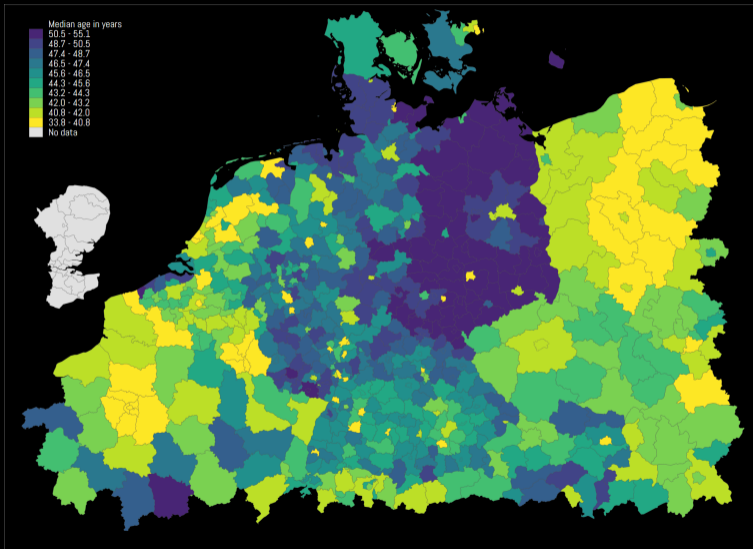 Median age in years
50.5 - 55.1
48.7 - 50.5
47.4 - 48.7
46.5 - 47.4
45.6 - 46.5
44.3 - 45.6
43.2 - 44.3
42.0 - 43.2
40.8 - 42.0
33.8 - 40.8
No data